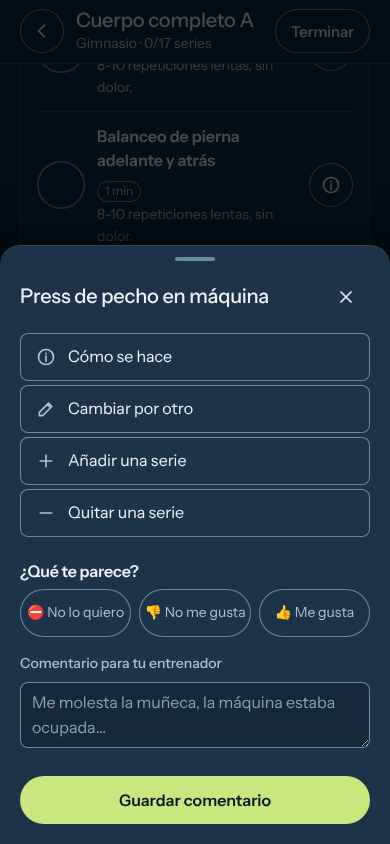 Cuerpo completo A
Gimnasio · 0/17 series
Terminar
8-10 repeticiones lentas, sin
dolor.
Balanceo de pierna
adelante y atrás
1 min
8-10 repeticiones lentas, sin
dolor.
Press de pecho en máquina
Cómo se hace
Cambiar por otro
Añadir una serie
Quitar una serie
¿Qué te parece?
⛔ No lo quiero
👎 No me gusta
👍 Me gusta
Comentario para tu entrenador
Me molesta la muñeca, la máquina estaba
ocupada...
Guardar comentario